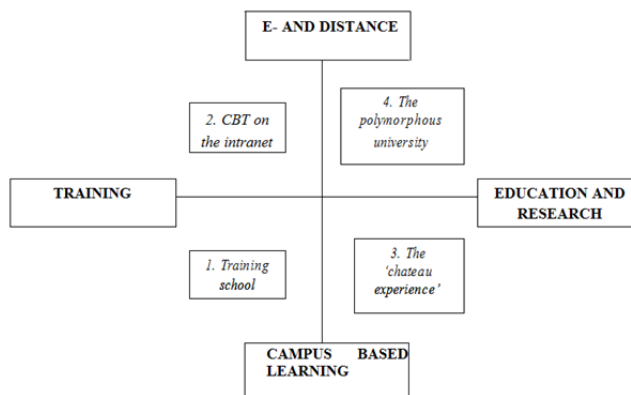 E- AND DISTANCE
2. CBT on
the intranet
4. The
polymorphous
university
TRAINING
EDUCATION AND
RESEARCH
1. Training
school
3. The
‘chateau
experience’
CAMPUS BASED
LEARNING